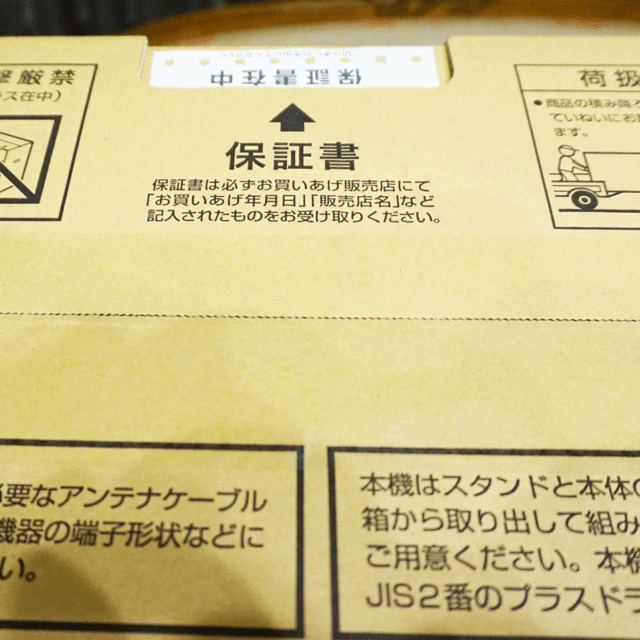 保証書在中
撃厳禁
ス在中)
保証書
保証書は必ずお買いあげ販売店にて
「お買いあげ年月日」「販売店名」など
記入されたものをお受け取りください。
荷扱
●商品の積み降ろ
ていねいにお
ます。
必要なアンテナケーブル
機器の端子形状などに
い。
本機はスタンドと本体
箱から取り出して組み
ご用意ください。本機
JIS2番のプラスドラ